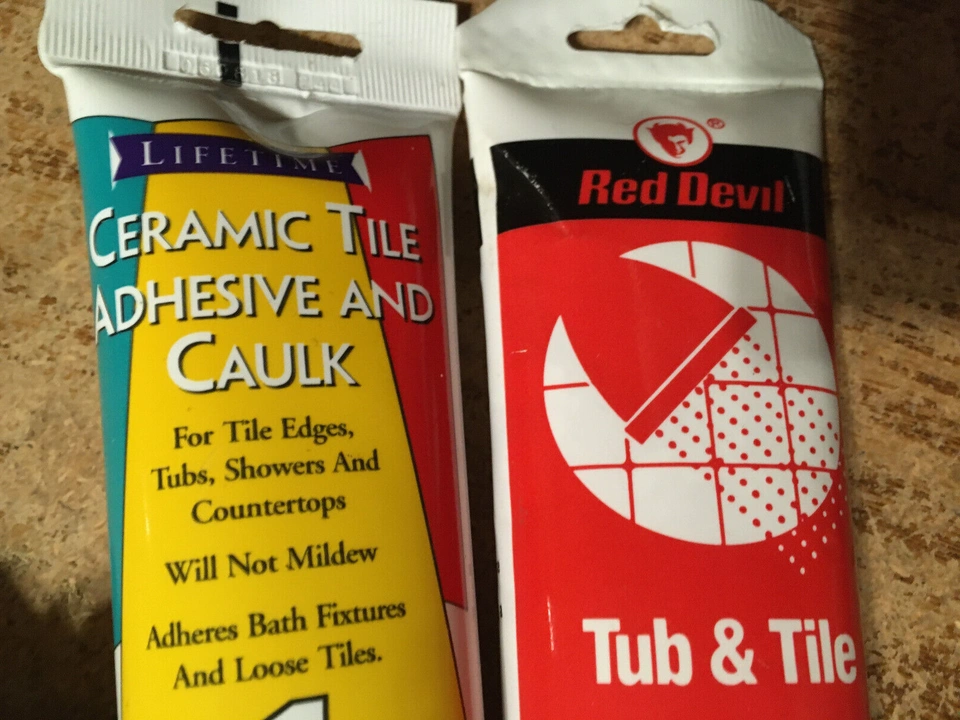 LIFETIME
CERAMIC TILE
ADHESIVE AND
CAULK
For Tile Edges,
Tubs, Showers And
Countertops
Will Not Mildew
Adheres Bath Fixtures
And Loose Tiles.
®
Red Devil
Tub & Tile